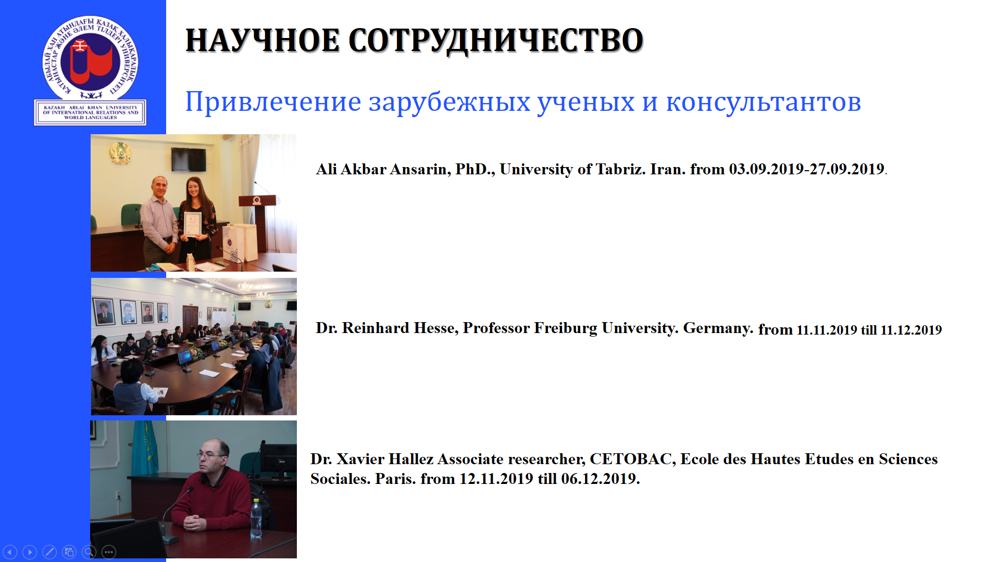 АБЫЛАЙ ХАН АТЫНДАҒЫ ҚАЗАҚ ХАЛЫҚАРАЛЫҚ
ҚАТЫНАСТАР ЖӘНЕ ӘЛЕМ ТІЛДЕРІ УНИВЕРСИТЕТІ
KAZAKH ABLAI KHAN UNIVERSITY
OF INTERNATIONAL RELATIONS AND
WORLD LANGUAGES
НАУЧНОЕ СОТРУДНИЧЕСТВО
Привлечение зарубежных ученых и консультантов
Ali Akbar Ansarin, PhD., University of Tabriz. Iran. from 03.09.2019-27.09.2019.
Dr. Reinhard Hesse, Professor Freiburg University. Germany. from 11.11.2019 till 11.12.2019
Dr. Xavier Hallez Associate researcher, CETOBAC, Ecole des Hautes Etudes en Sciences
Sociales. Paris. from 12.11.2019 till 06.12.2019.